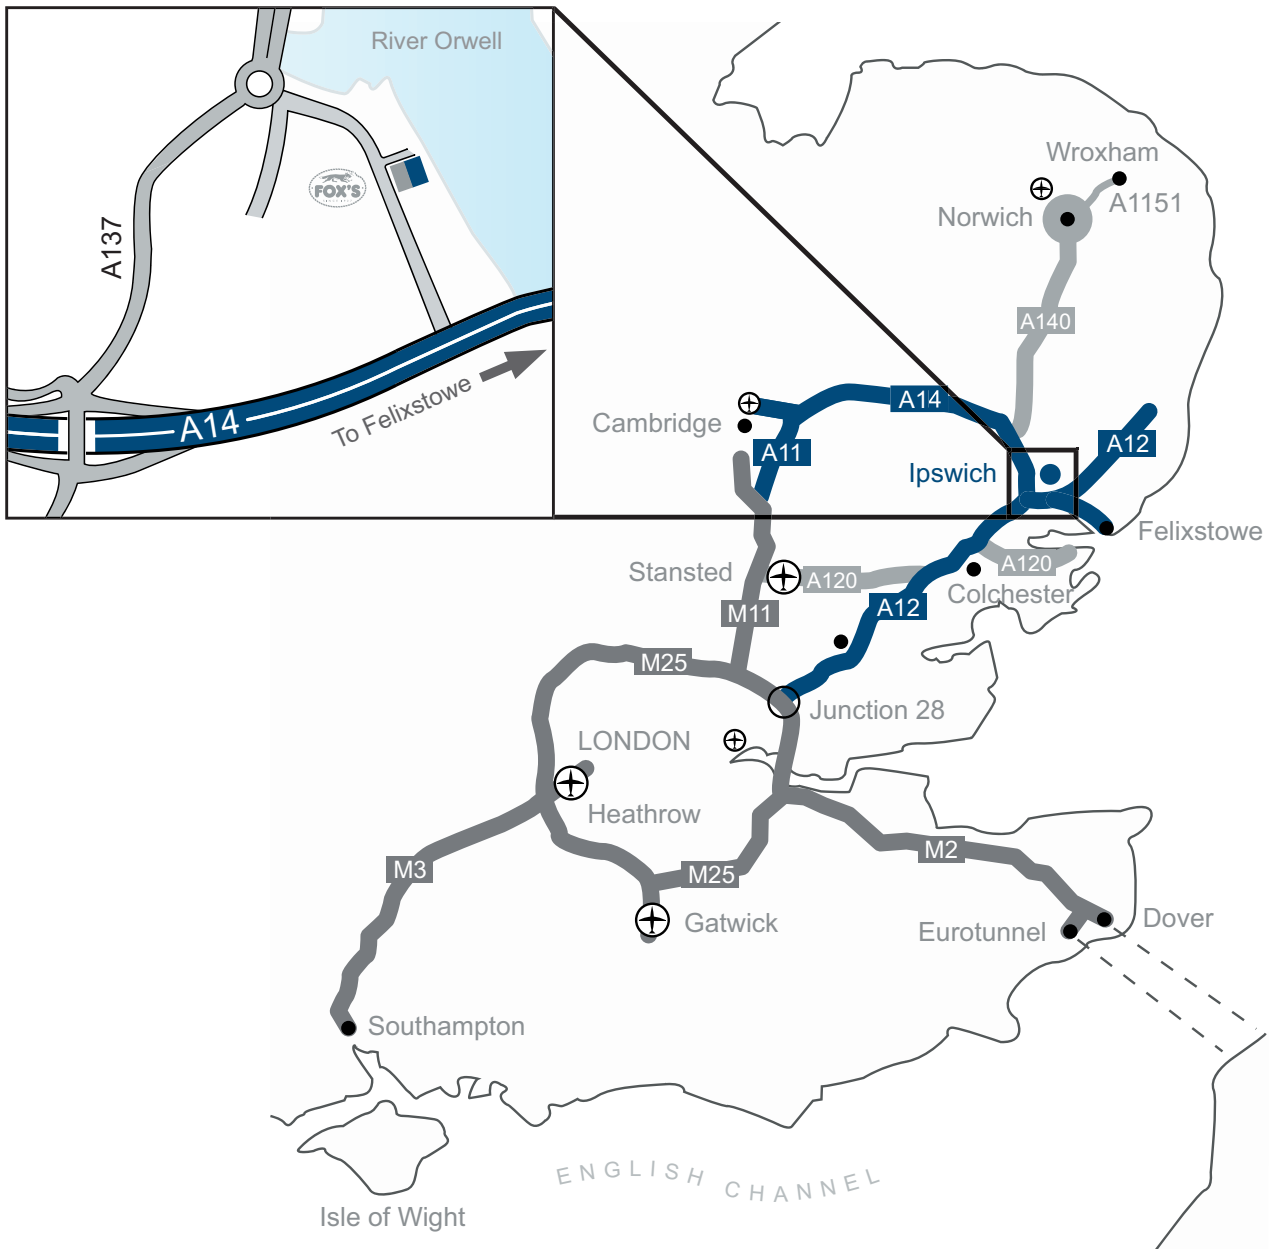 River Orwell
FOX'S
A137
A14
To Felixstowe
Wroxham
A1151
Norwich
A140
A14
Cambridge
A11
A12
Ipswich
Felixstowe
Stansted
A120
A120
Colchester
A12
M11
M25
Junction 28
LONDON
Heathrow
M2
M3
M25
Gatwick
Eurotunnel
Dover
Southampton
ENGLISH CHANNEL
Isle of Wight